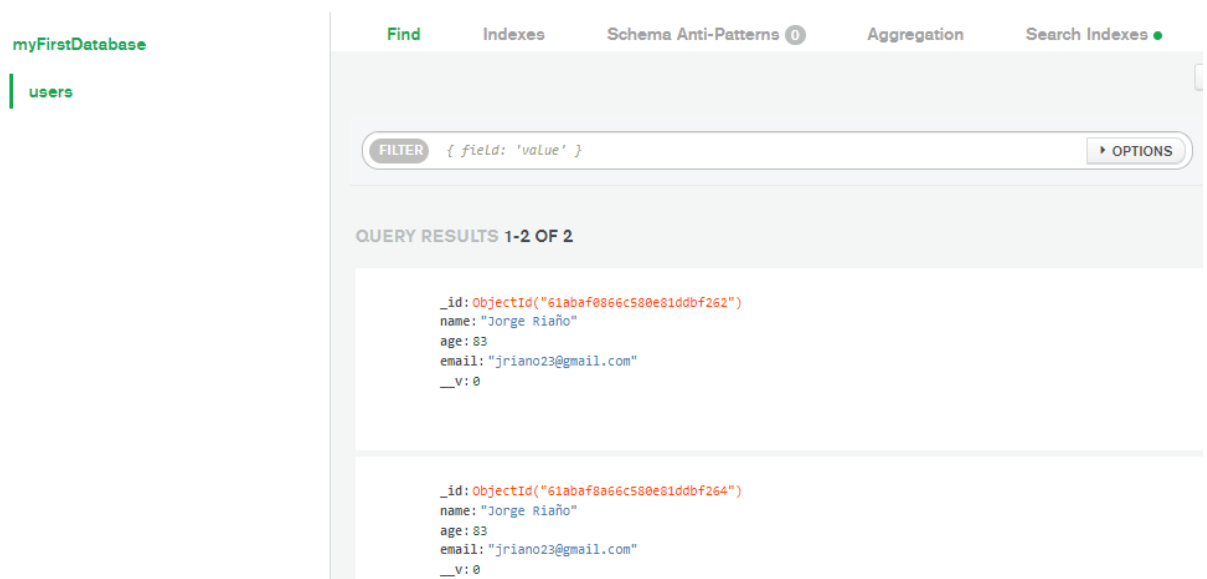 myFirstDatabase
users
Find Indexes Schema Anti-Patterns 0 Aggregation Search Indexes
FILTER { field: 'value' } OPTIONS
QUERY RESULTS 1-2 OF 2
_id: ObjectId("61abaf0866c580e81ddbf262")
name: "Jorge Riaño"
age: 83
email: "jriano23@gmail.com"
__v: 0
_id: ObjectId("61abaf8a66c580e81ddbf264")
name: "Jorge Riaño"
age: 83
email: "jriano23@gmail.com"
__v: 0